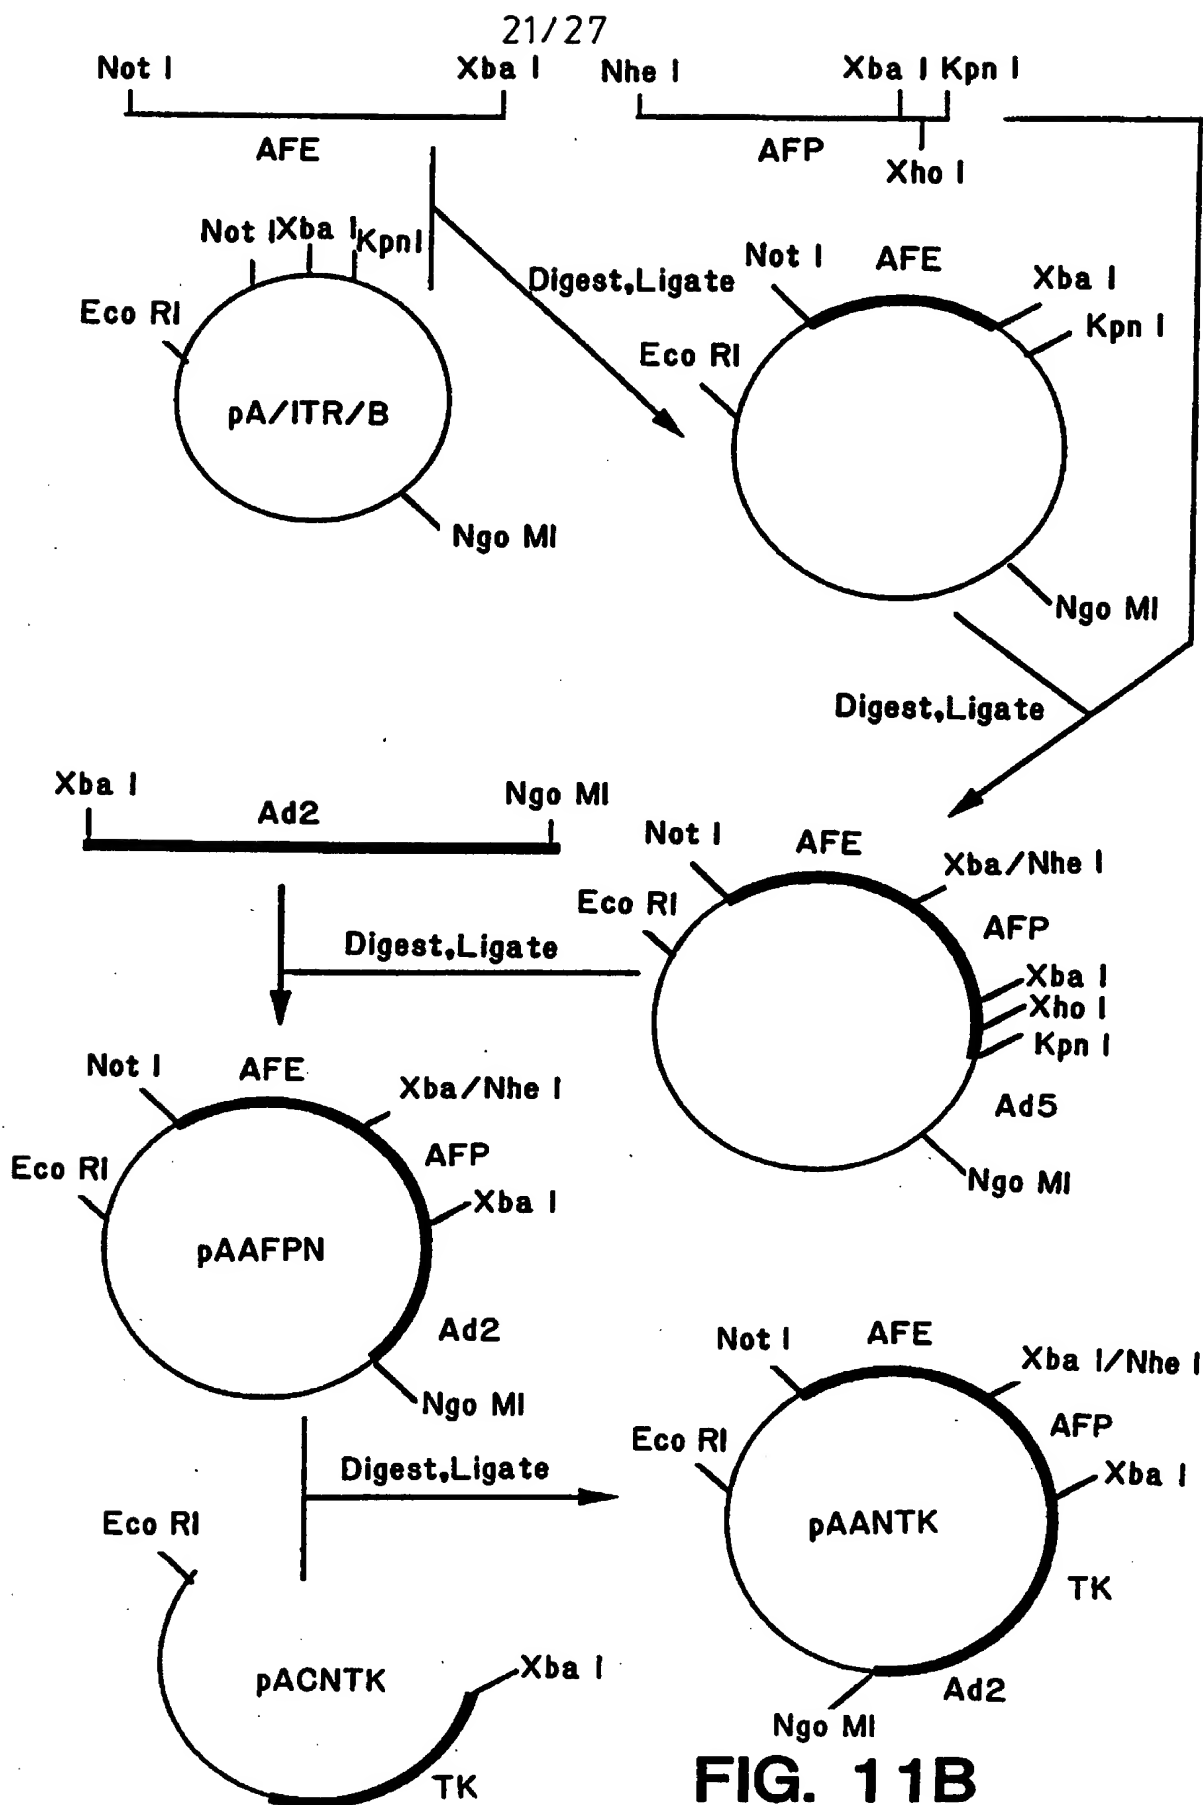 21/27
Not I
Xba I
Nhe I
Xba I
Kpn I
AFE
AFP
Xho I
Not I
Xba I
Kpn I
Eco RI
pA/ITR/B
Ngo MI
Digest,Ligate
Not I
AFE
Xba I
Kpn I
Eco RI
Ngo MI
Digest,Ligate
Xba I
Ad2
Ngo MI
Digest,Ligate
Not I
AFE
Xba/Nhe I
Eco RI
AFP
Xba I
Xho I
Kpn I
Ad5
Ngo MI
Not I
AFE
Xba/Nhe I
Eco RI
AFP
Xba I
pAAFPN
Ad2
Ngo MI
Digest,Ligate
Eco RI
pACNTK
Xba I
TK
Not I
AFE
Xba I/Nhe I
Eco RI
AFP
Xba I
pAANTK
TK
Ad2
Ngo MI
FIG. 11B